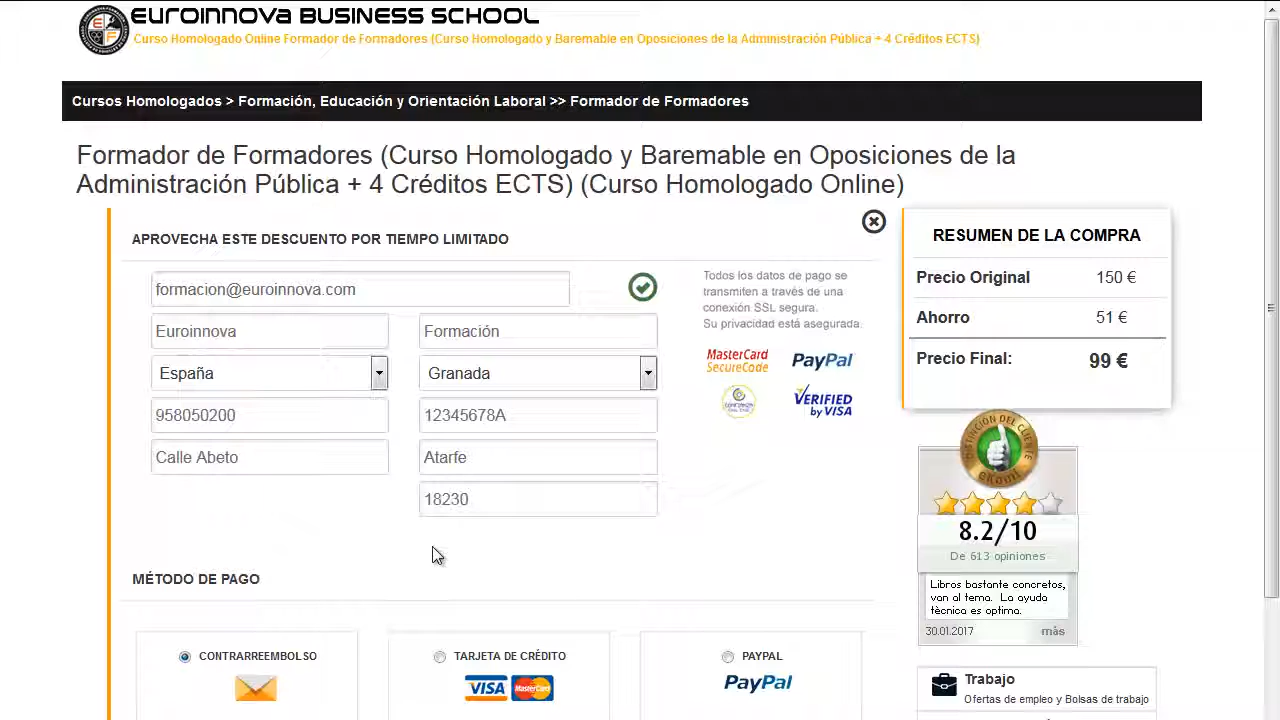 EUROINNOVA BUSINESS SCHOOL
Curso Homologado Online Formador de Formadores (Curso Homologado y Baremable en Oposiciones de la Administración Pública + 4 Créditos ECTS)
Cursos Homologados > Formación, Educación y Orientación Laboral >> Formador de Formadores
Formador de Formadores (Curso Homologado y Baremable en Oposiciones de la
Administración Pública + 4 Créditos ECTS) (Curso Homologado Online)
APROVECHA ESTE DESCUENTO POR TIEMPO LIMITADO
formacion@euroinnova.com
Euroinnova
Formación
España
Granada
958050200
12345678A
Calle Abeto
Atarfe
18230
Todos los datos de pago se
transmiten a través de una
conexión SSL segura.
Su privacidad está asegurada.
MasterCard
SecureCode
PayPal
CONFIANZA
ONLINE
VERIFIED
by VISA
MÉTODO DE PAGO
CONTRARREEMBOLSO
TARJETA DE CRÉDITO
VISA
MasterCard
PAYPAL
PayPal
RESUMEN DE LA COMPRA
Precio Original 150 €
Ahorro 51 €
Precio Final: 99 €
DISTINCIÓN DEL CLIENTE
eKomi
8.2/10
De 613 opiniones
Libros bastante concretos,
van al tema. La ayuda
tècnica es optima.
30.01.2017 más
Trabajo
Ofertas de empleo y Bolsas de trabajo